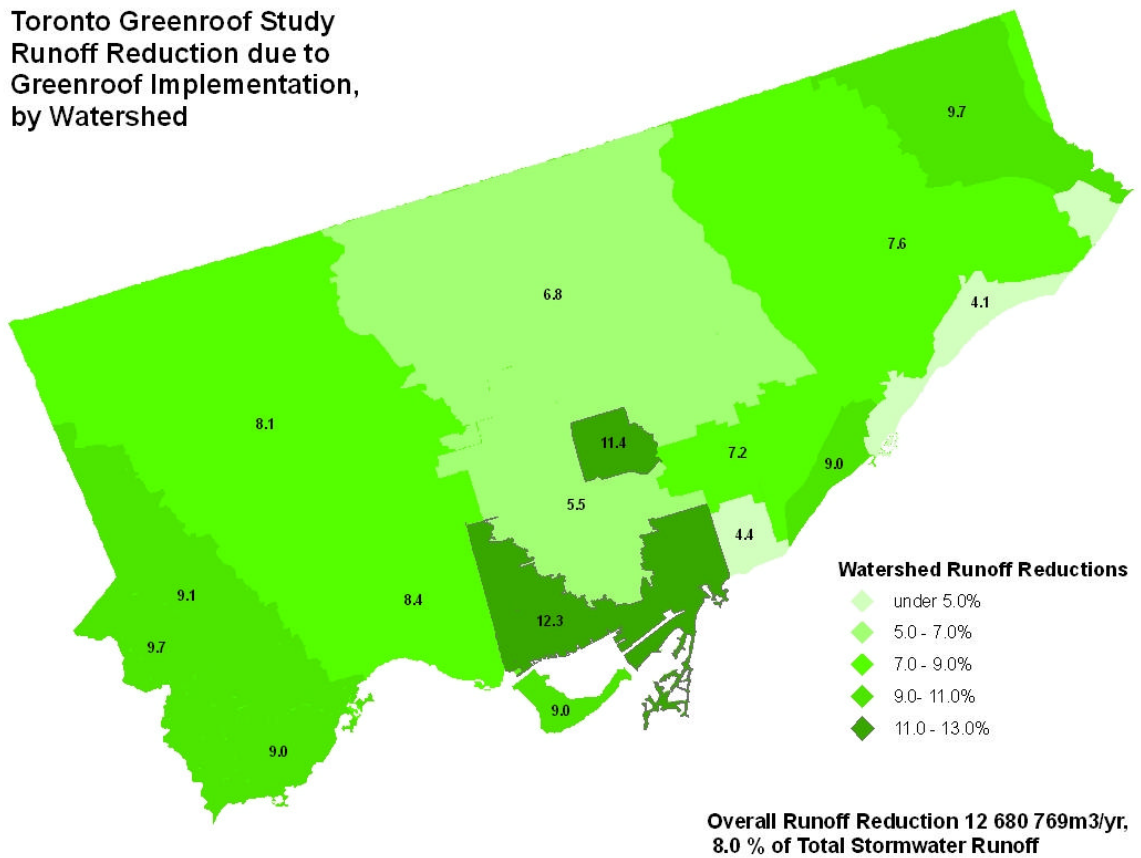 Toronto Greenroof Study
Runoff Reduction due to
Greenroof Implementation,
by Watershed
9.7
7.6
6.8
4.1
8.1
11.4
7.2
9.0
5.5
4.4
9.1
8.4
12.3
9.7
9.0
9.0
Watershed Runoff Reductions
under 5.0%
5.0 - 7.0%
7.0 - 9.0%
9.0- 11.0%
11.0 - 13.0%
Overall Runoff Reduction 12 680 769m3/yr,
8.0 % of Total Stormwater Runoff